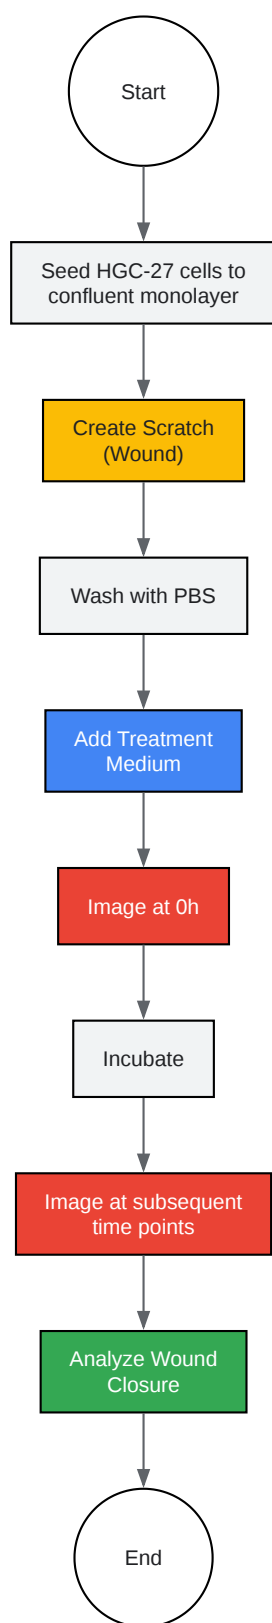 Start
Seed HGC-27 cells to
confluent monolayer
Create Scratch
(Wound)
Wash with PBS
Add Treatment
Medium
Image at 0h
Incubate
Image at subsequent
time points
Analyze Wound
Closure
End